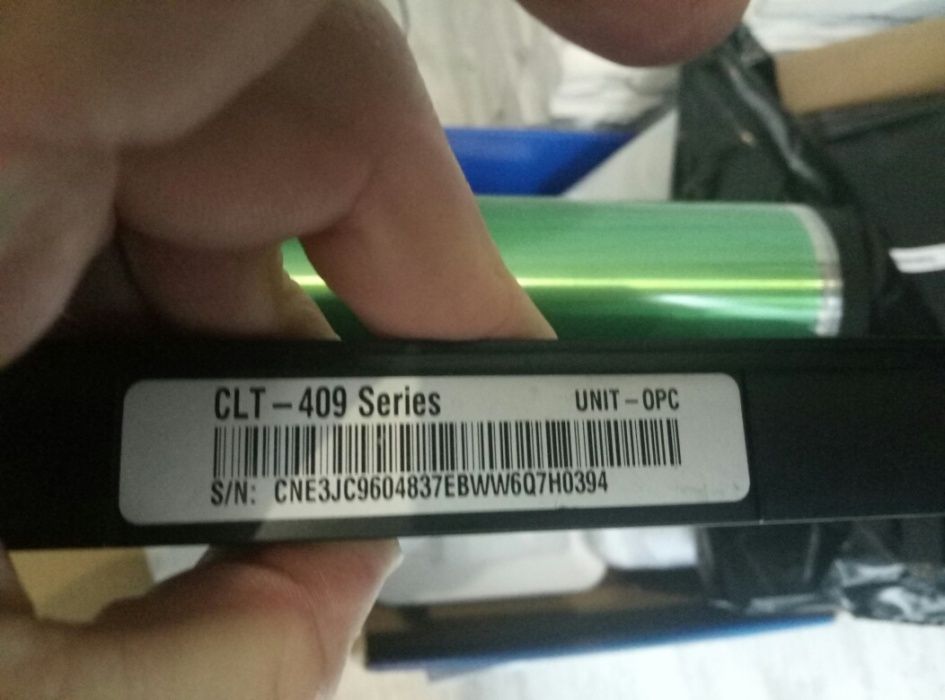 CLT-409 Series UNIT-OPC
S/N: CNE3JC9604837EBWW6Q7H0394